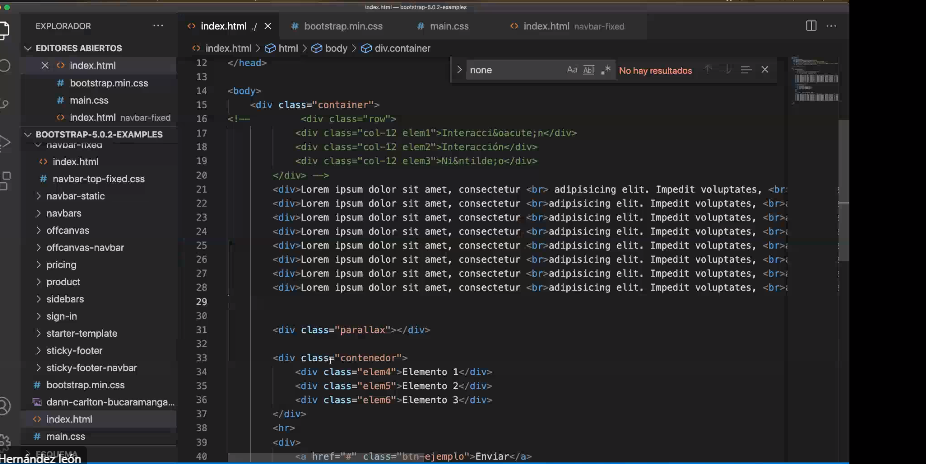 index.html — bootstrap-5.0.2-examples
EXPLORADOR ···
EDITORES ABIERTOS
index.html
bootstrap.min.css
main.css
index.html navbar-fixed
BOOTSTRAP-5.0.2-EXAMPLES
navbar-fixed
index.html
navbar-top-fixed.css
navbar-static
navbars
offcanvas
offcanvas-navbar
pricing
product
sidebars
sign-in
starter-template
sticky-footer
sticky-footer-navbar
bootstrap.min.css
dann-carlton-bucaramanga...
index.html
main.css
ESQUEMA
Hernández león
index.html ./ bootstrap.min.css main.css index.html navbar-fixed
index.html > html > body > div.container
none Aa Ab No hay resultados
12 </head>
13
14 <body>
15 <div class="container">
16 <!-- <div class="row">
17 <div class="col-12 elem1">Interacci&oacute;n</div>
18 <div class="col-12 elem2">Interacción</div>
19 <div class="col-12 elem3">Ni&ntilde;o</div>
20 </div> -->
21 <div>Lorem ipsum dolor sit amet, consectetur <br> adipisicing elit. Impedit voluptates, <br>
22 <div>Lorem ipsum dolor sit amet, consectetur <br>adipisicing elit. Impedit voluptates, <br>a
23 <div>Lorem ipsum dolor sit amet, consectetur <br>adipisicing elit. Impedit voluptates, <br>a
24 <div>Lorem ipsum dolor sit amet, consectetur <br>adipisicing elit. Impedit voluptates, <br>a
25 <div>Lorem ipsum dolor sit amet, consectetur <br>adipisicing elit. Impedit voluptates, <br>a
26 <div>Lorem ipsum dolor sit amet, consectetur <br>adipisicing elit. Impedit voluptates, <br>a
27 <div>Lorem ipsum dolor sit amet, consectetur <br>adipisicing elit. Impedit voluptates, <br>a
28 <div>Lorem ipsum dolor sit amet, consectetur <br>adipisicing elit. Impedit voluptates, <br>a
29
30
31 <div class="parallax"></div>
32
33 <div class="contenedor">
34 <div class="elem4">Elemento 1</div>
35 <div class="elem5">Elemento 2</div>
36 <div class="elem6">Elemento 3</div>
37 </div>
38 <hr>
39 <div>
40 <a href="#" class="btn-ejemplo">Enviar</a>